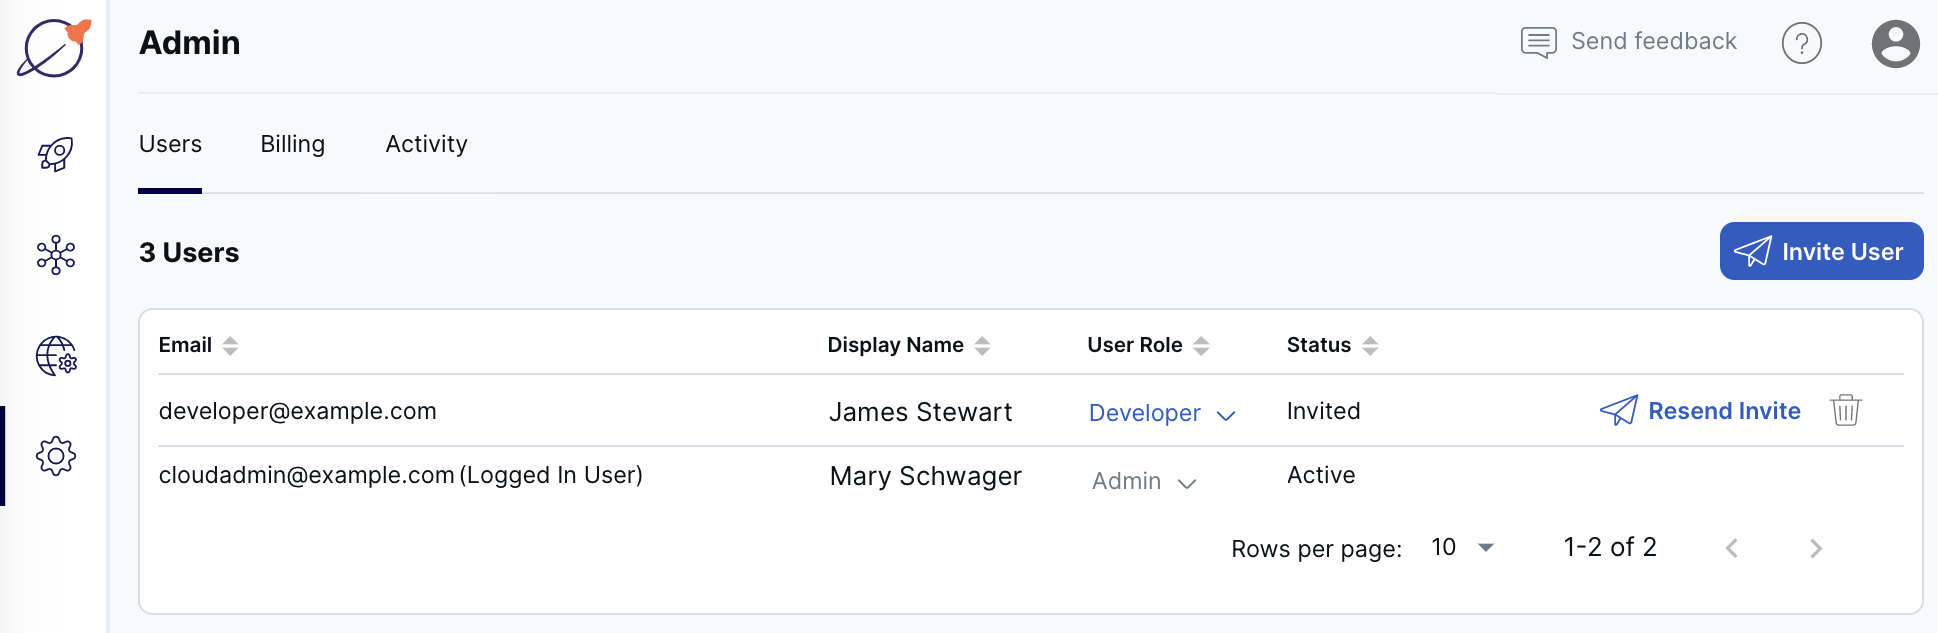 Admin
Send feedback
?
Users Billing Activity
3 Users
Invite User
Email Display Name User Role Status
developer@example.com James Stewart Developer Invited Resend Invite
cloudadmin@example.com (Logged In User) Mary Schwager Admin Active
Rows per page: 10 1-2 of 2